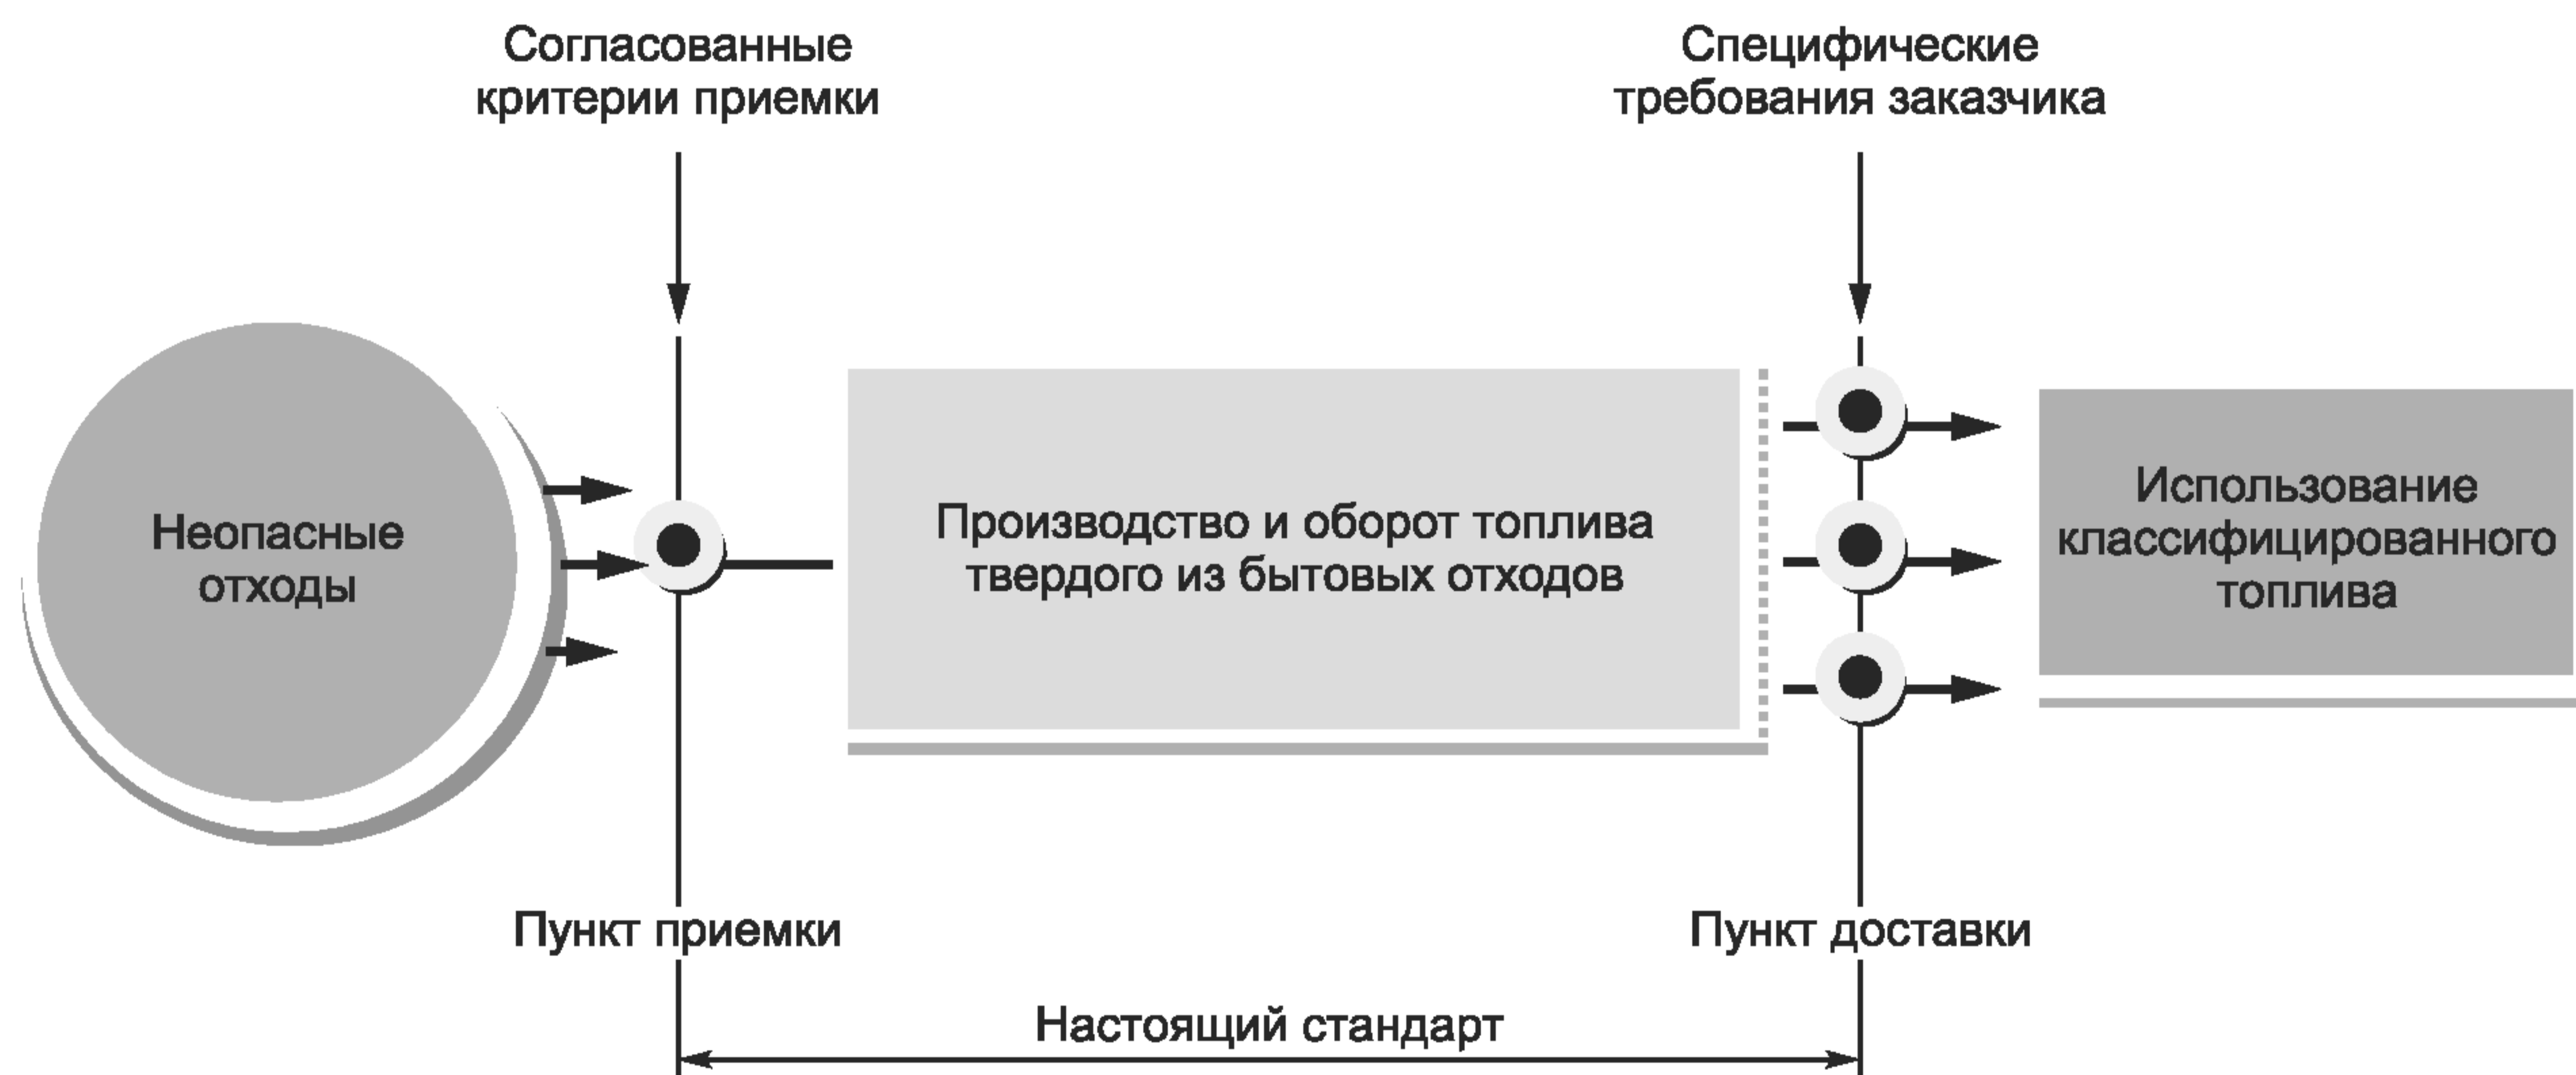 Согласованные
критерии приемки
Специфические
требования заказчика
Неопасные
отходы
Производство и оборот топлива
твердого из бытовых отходов
Использование
классифицированного
топлива
Пункт приемки
Пункт доставки
Настоящий стандарт